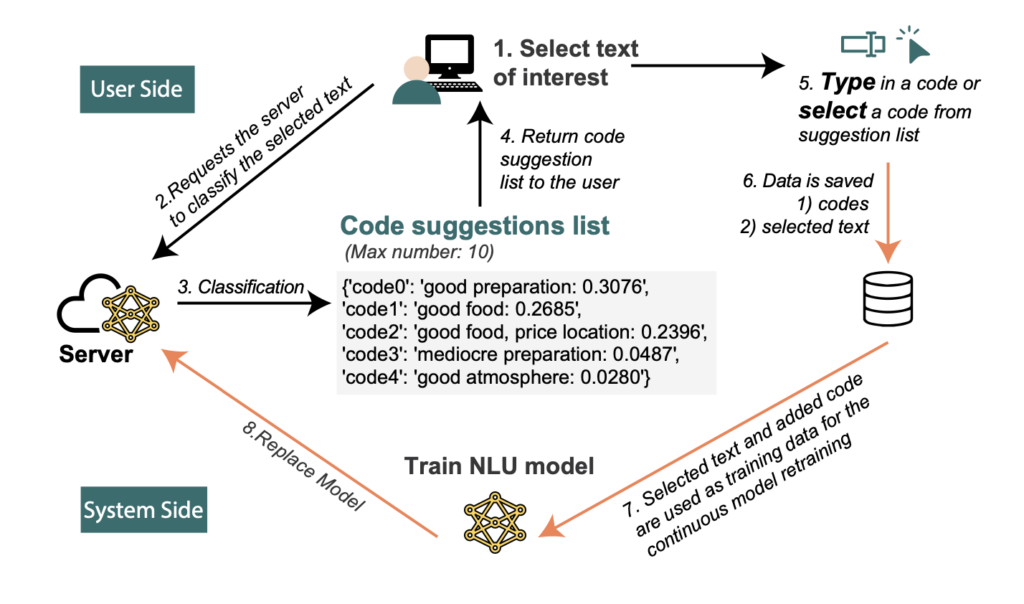 User Side
1. Select text
of interest
5. Type in a code or
select a code from
suggestion list
2.Requests the server
to classify the selected text
4. Return code
suggestion
list to the user
6. Data is saved
1) codes
2) selected text
Code suggestions list
(Max number: 10)
3. Classification
{'code0': 'good preparation: 0.3076',
'code1': 'good food: 0.2685',
'code2': 'good food, price location: 0.2396',
'code3': 'mediocre preparation: 0.0487',
'code4': 'good atmosphere: 0.0280'}
Server
8.Replace Model
Train NLU model
7. Selected text and added code
are used as training data for the
continuous model retraining
System Side